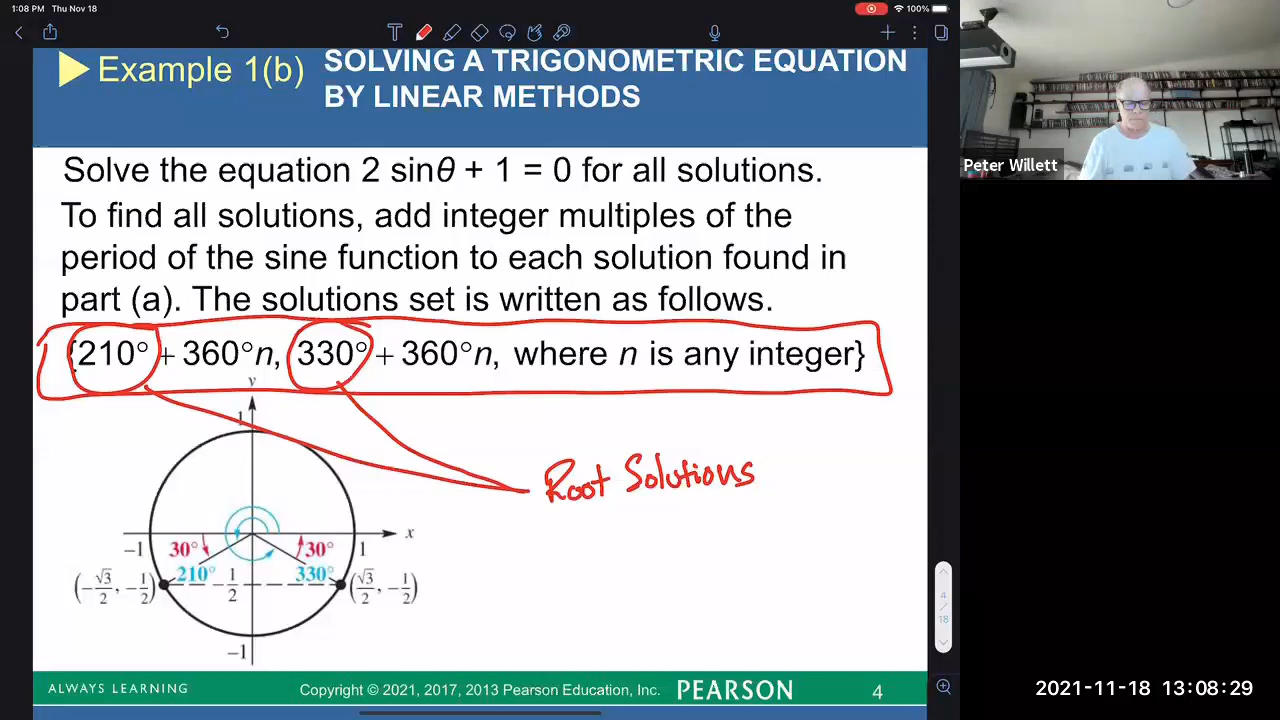 1:08 PM Thu Nov 18
100%
Example 1(b)
SOLVING A TRIGONOMETRIC EQUATION
BY LINEAR METHODS
Solve the equation 2 sinθ + 1 = 0 for all solutions.
To find all solutions, add integer multiples of the
period of the sine function to each solution found in
part (a). The solutions set is written as follows.
{210° + 360°n, 330° + 360°n, where n is any integer}
Root Solutions
y
1
x
−1
30°
30°
1
210°
330°
(−√3/2, −1/2)
−1/2
(√3/2, −1/2)
−1
ALWAYS LEARNING
Copyright © 2021, 2017, 2013 Pearson Education, Inc.
PEARSON
4
4
/
18
Peter Willett
2021-11-18 13:08:29